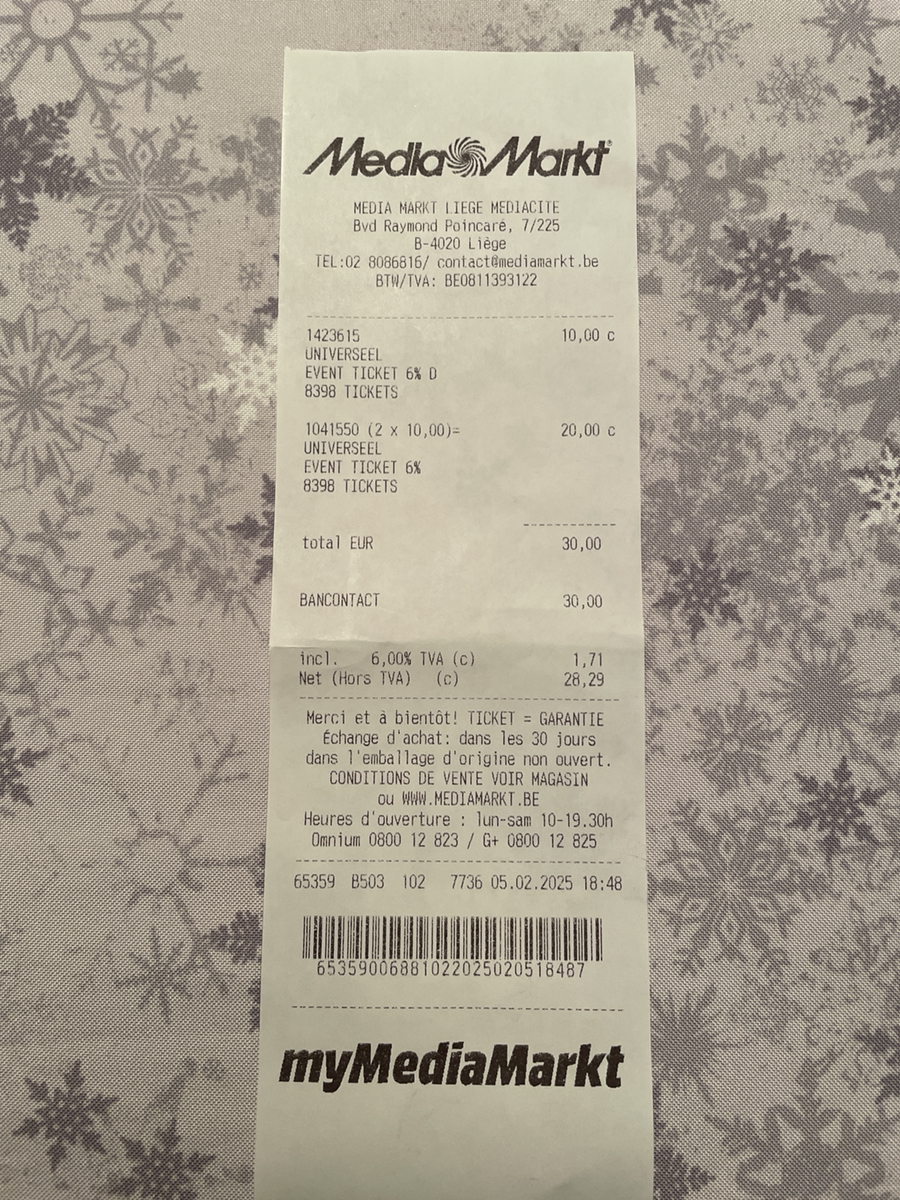 Media Markt
MEDIA MARKT LIEGE MEDIACITE
Bvd Raymond Poincaré, 7/225
B-4020 Liège
TEL:02 8086816/ contact@mediamarkt.be
BTW/TVA: BE0811393122
1423615 10,00 c
UNIVERSEEL
EVENT TICKET 6% D
8398 TICKETS
1041550 (2 x 10,00)= 20,00 c
UNIVERSEEL
EVENT TICKET 6%
8398 TICKETS
total EUR 30,00
BANCONTACT 30,00
incl. 6,00% TVA (c) 1,71
Net (Hors TVA) (c) 28,29
Merci et à bientôt! TICKET = GARANTIE
Échange d'achat: dans les 30 jours
dans l'emballage d'origine non ouvert.
CONDITIONS DE VENTE VOIR MAGASIN
ou WWW.MEDIAMARKT.BE
Heures d'ouverture : lun-sam 10-19.30h
Omnium 0800 12 823 / G+ 0800 12 825
65359 B503 102 7736 05.02.2025 18:48
6535900688102202502051 8487
myMediaMarkt